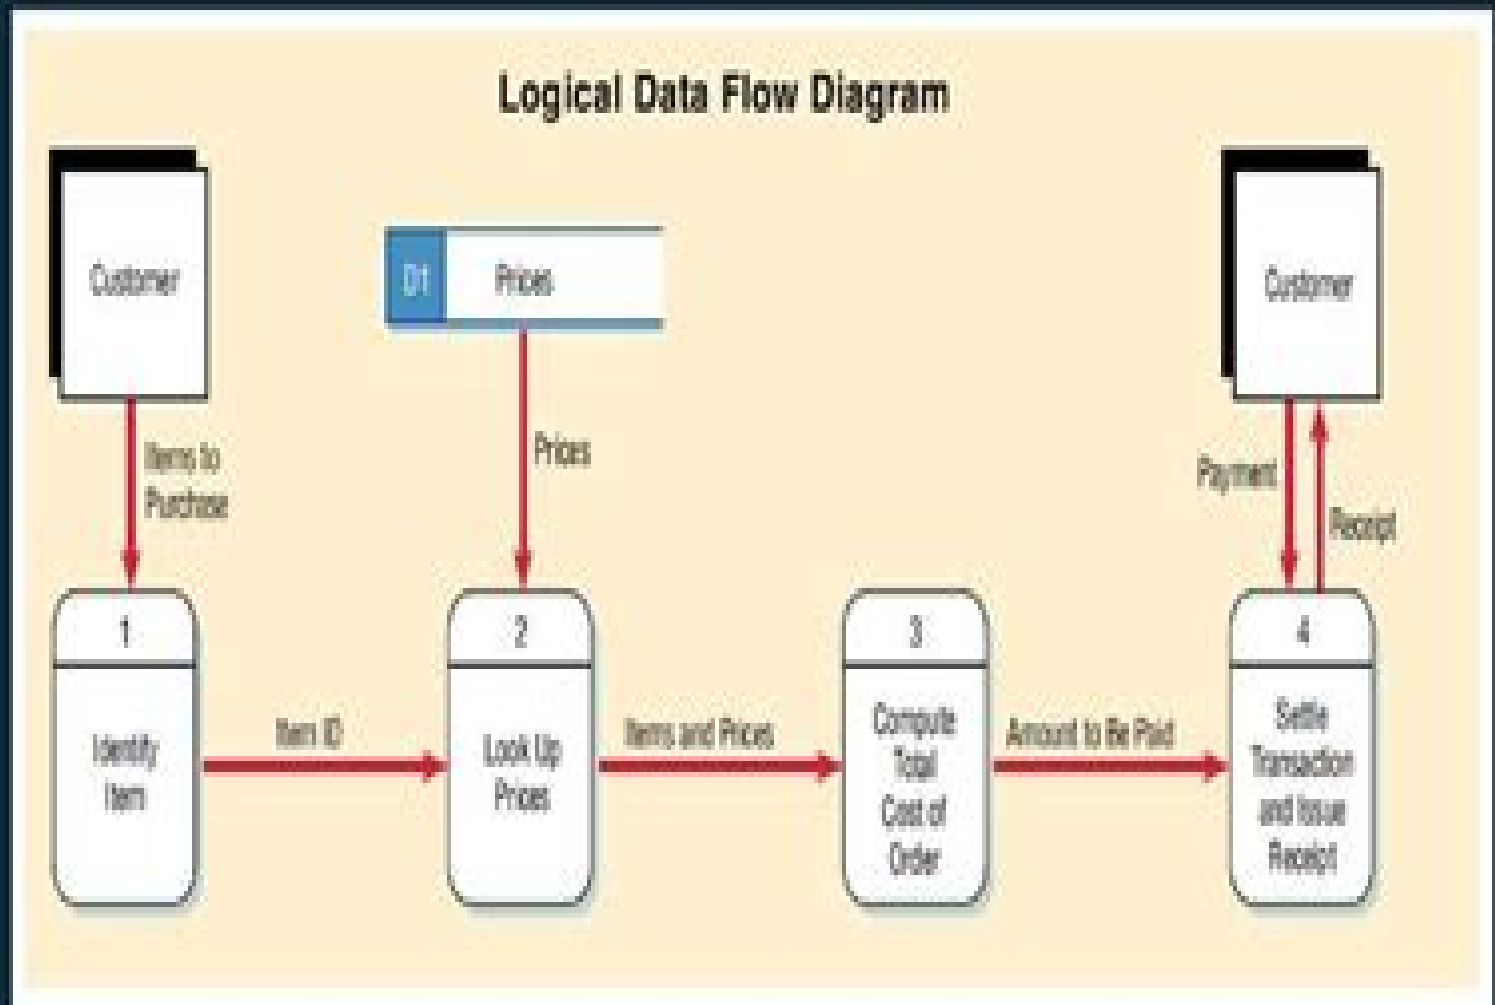 Logical Data Flow Diagram
Customer
D1
Prices
Customer
Items to
Purchase
Prices
Payment
Receipt
1
Identify
Item
Item ID
2
Look Up
Prices
Items and Prices
3
Compute
Total
Cost of
Order
Amount to Be Paid
4
Settle
Transaction
and Issue
Receipt